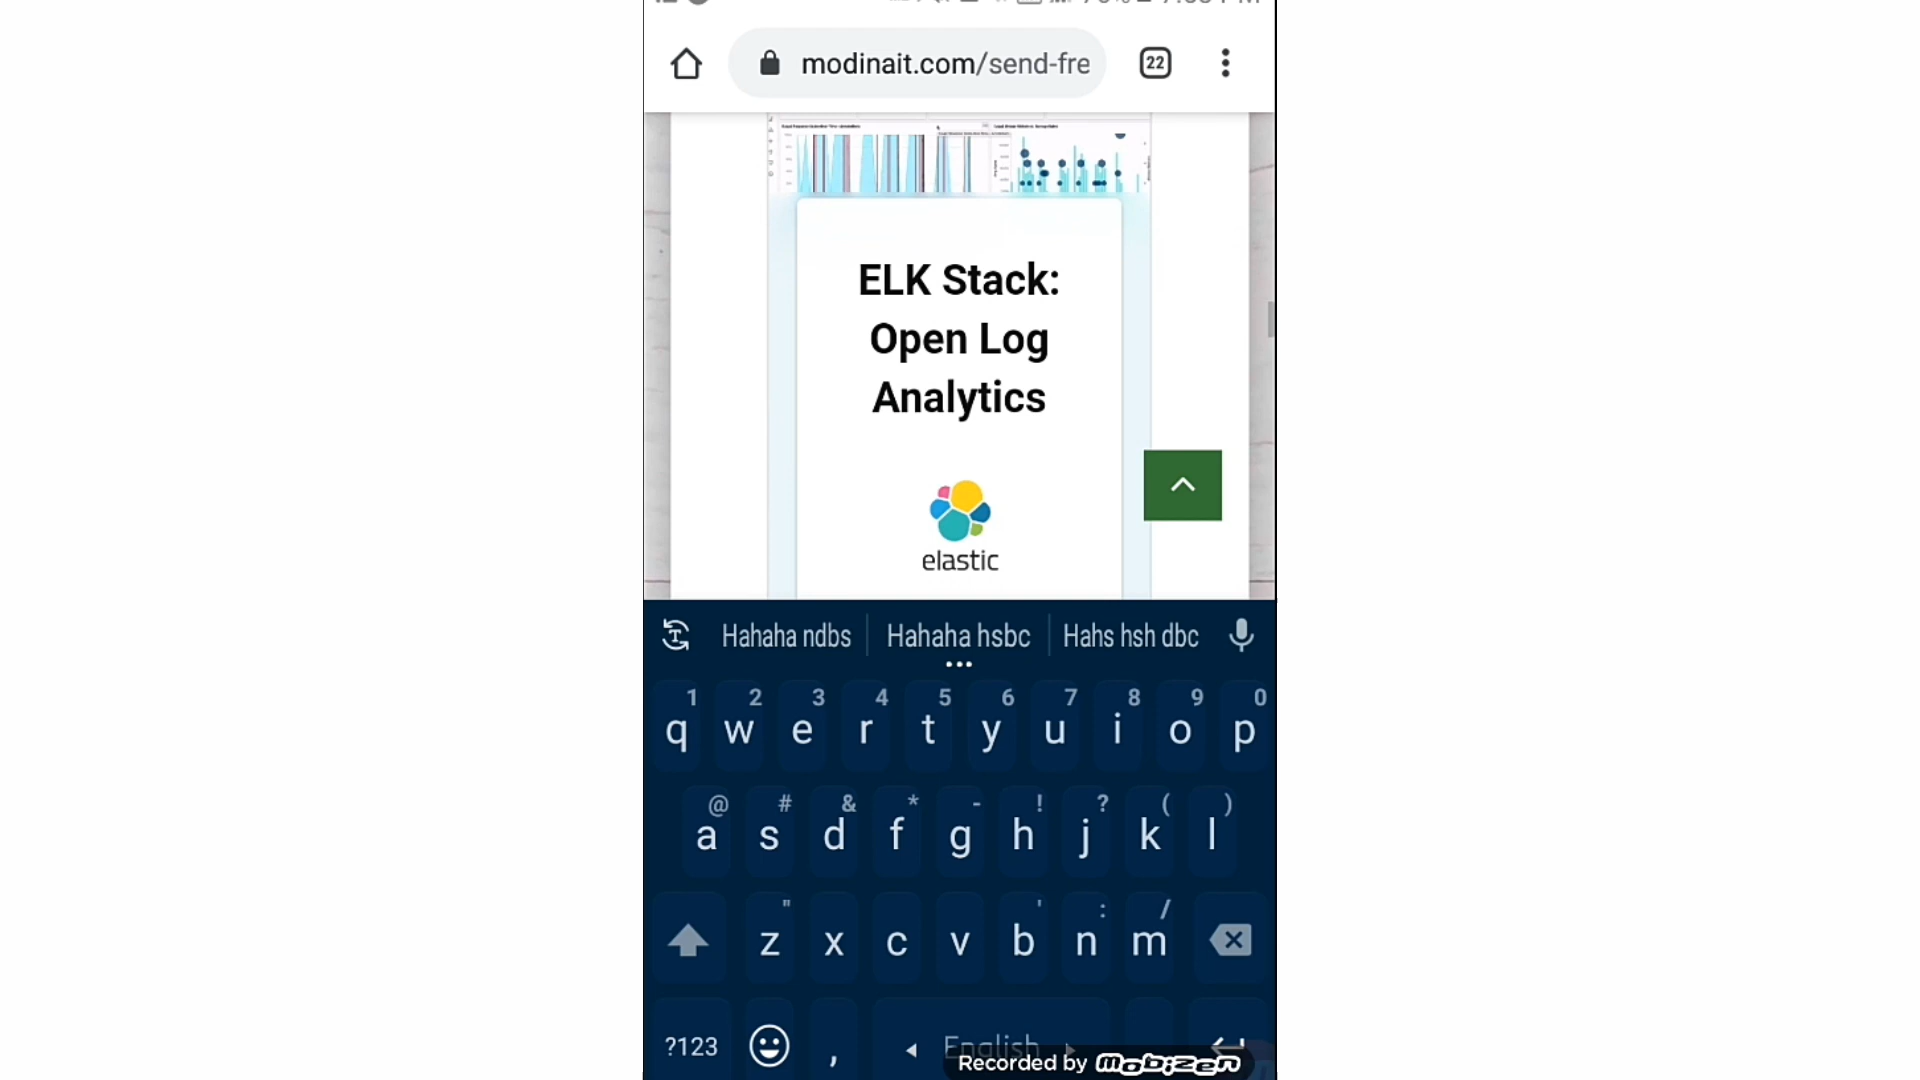 modinait.com/send-fre
22
ELK Stack:
Open Log
Analytics
elastic
Hahaha ndbs
Hahaha hsbc
Hahs hsh dbc
1 2 3 4 5 6 7 8 9 0
q w e r t y u i o p
@ # & * - ! ? ( )
a s d f g h j k l
" ' : /
z x c v b n m
?123 , English
Recorded by mobizen